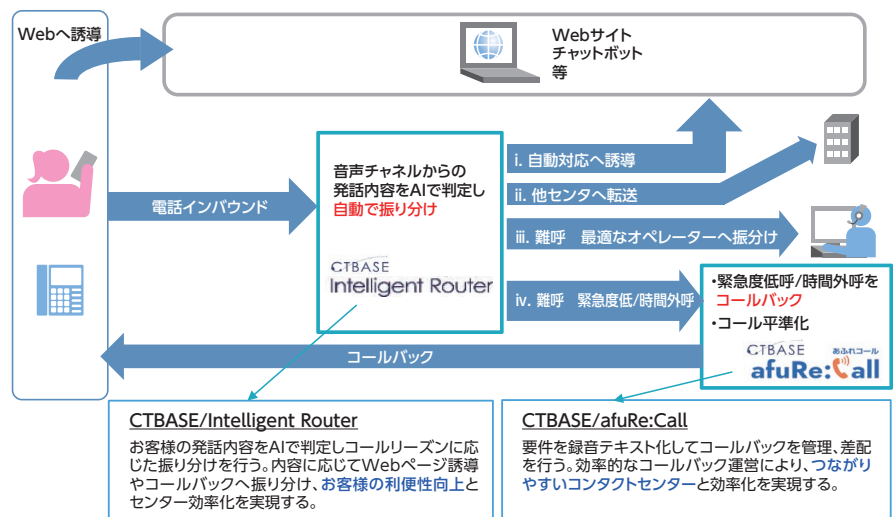 Webへ誘導
Webサイト
チャットボット
等
音声チャネルからの
発話内容をAIで判定し
自動で振り分け
CTBASE
Intelligent Router
電話インバウンド
i. 自動対応へ誘導
ii. 他センタへ転送
iii. 難呼　最適なオペレーターへ振分け
iv. 難呼　緊急度低/時間外呼
・緊急度低呼/時間外呼を
コールバック
・コール平準化
CTBASE あふれコール
afuRe:Call
コールバック
CTBASE/Intelligent Router
お客様の発話内容をAIで判定しコールリーズンに応
じた振り分けを行う。内容に応じてWebページ誘導
やコールバックへ振り分け、お客様の利便性向上と
センター効率化を実現する。
CTBASE/afuRe:Call
要件を録音テキスト化してコールバックを管理、差配
を行う。効率的なコールバック運営により、つながり
やすいコンタクトセンターと効率化を実現する。